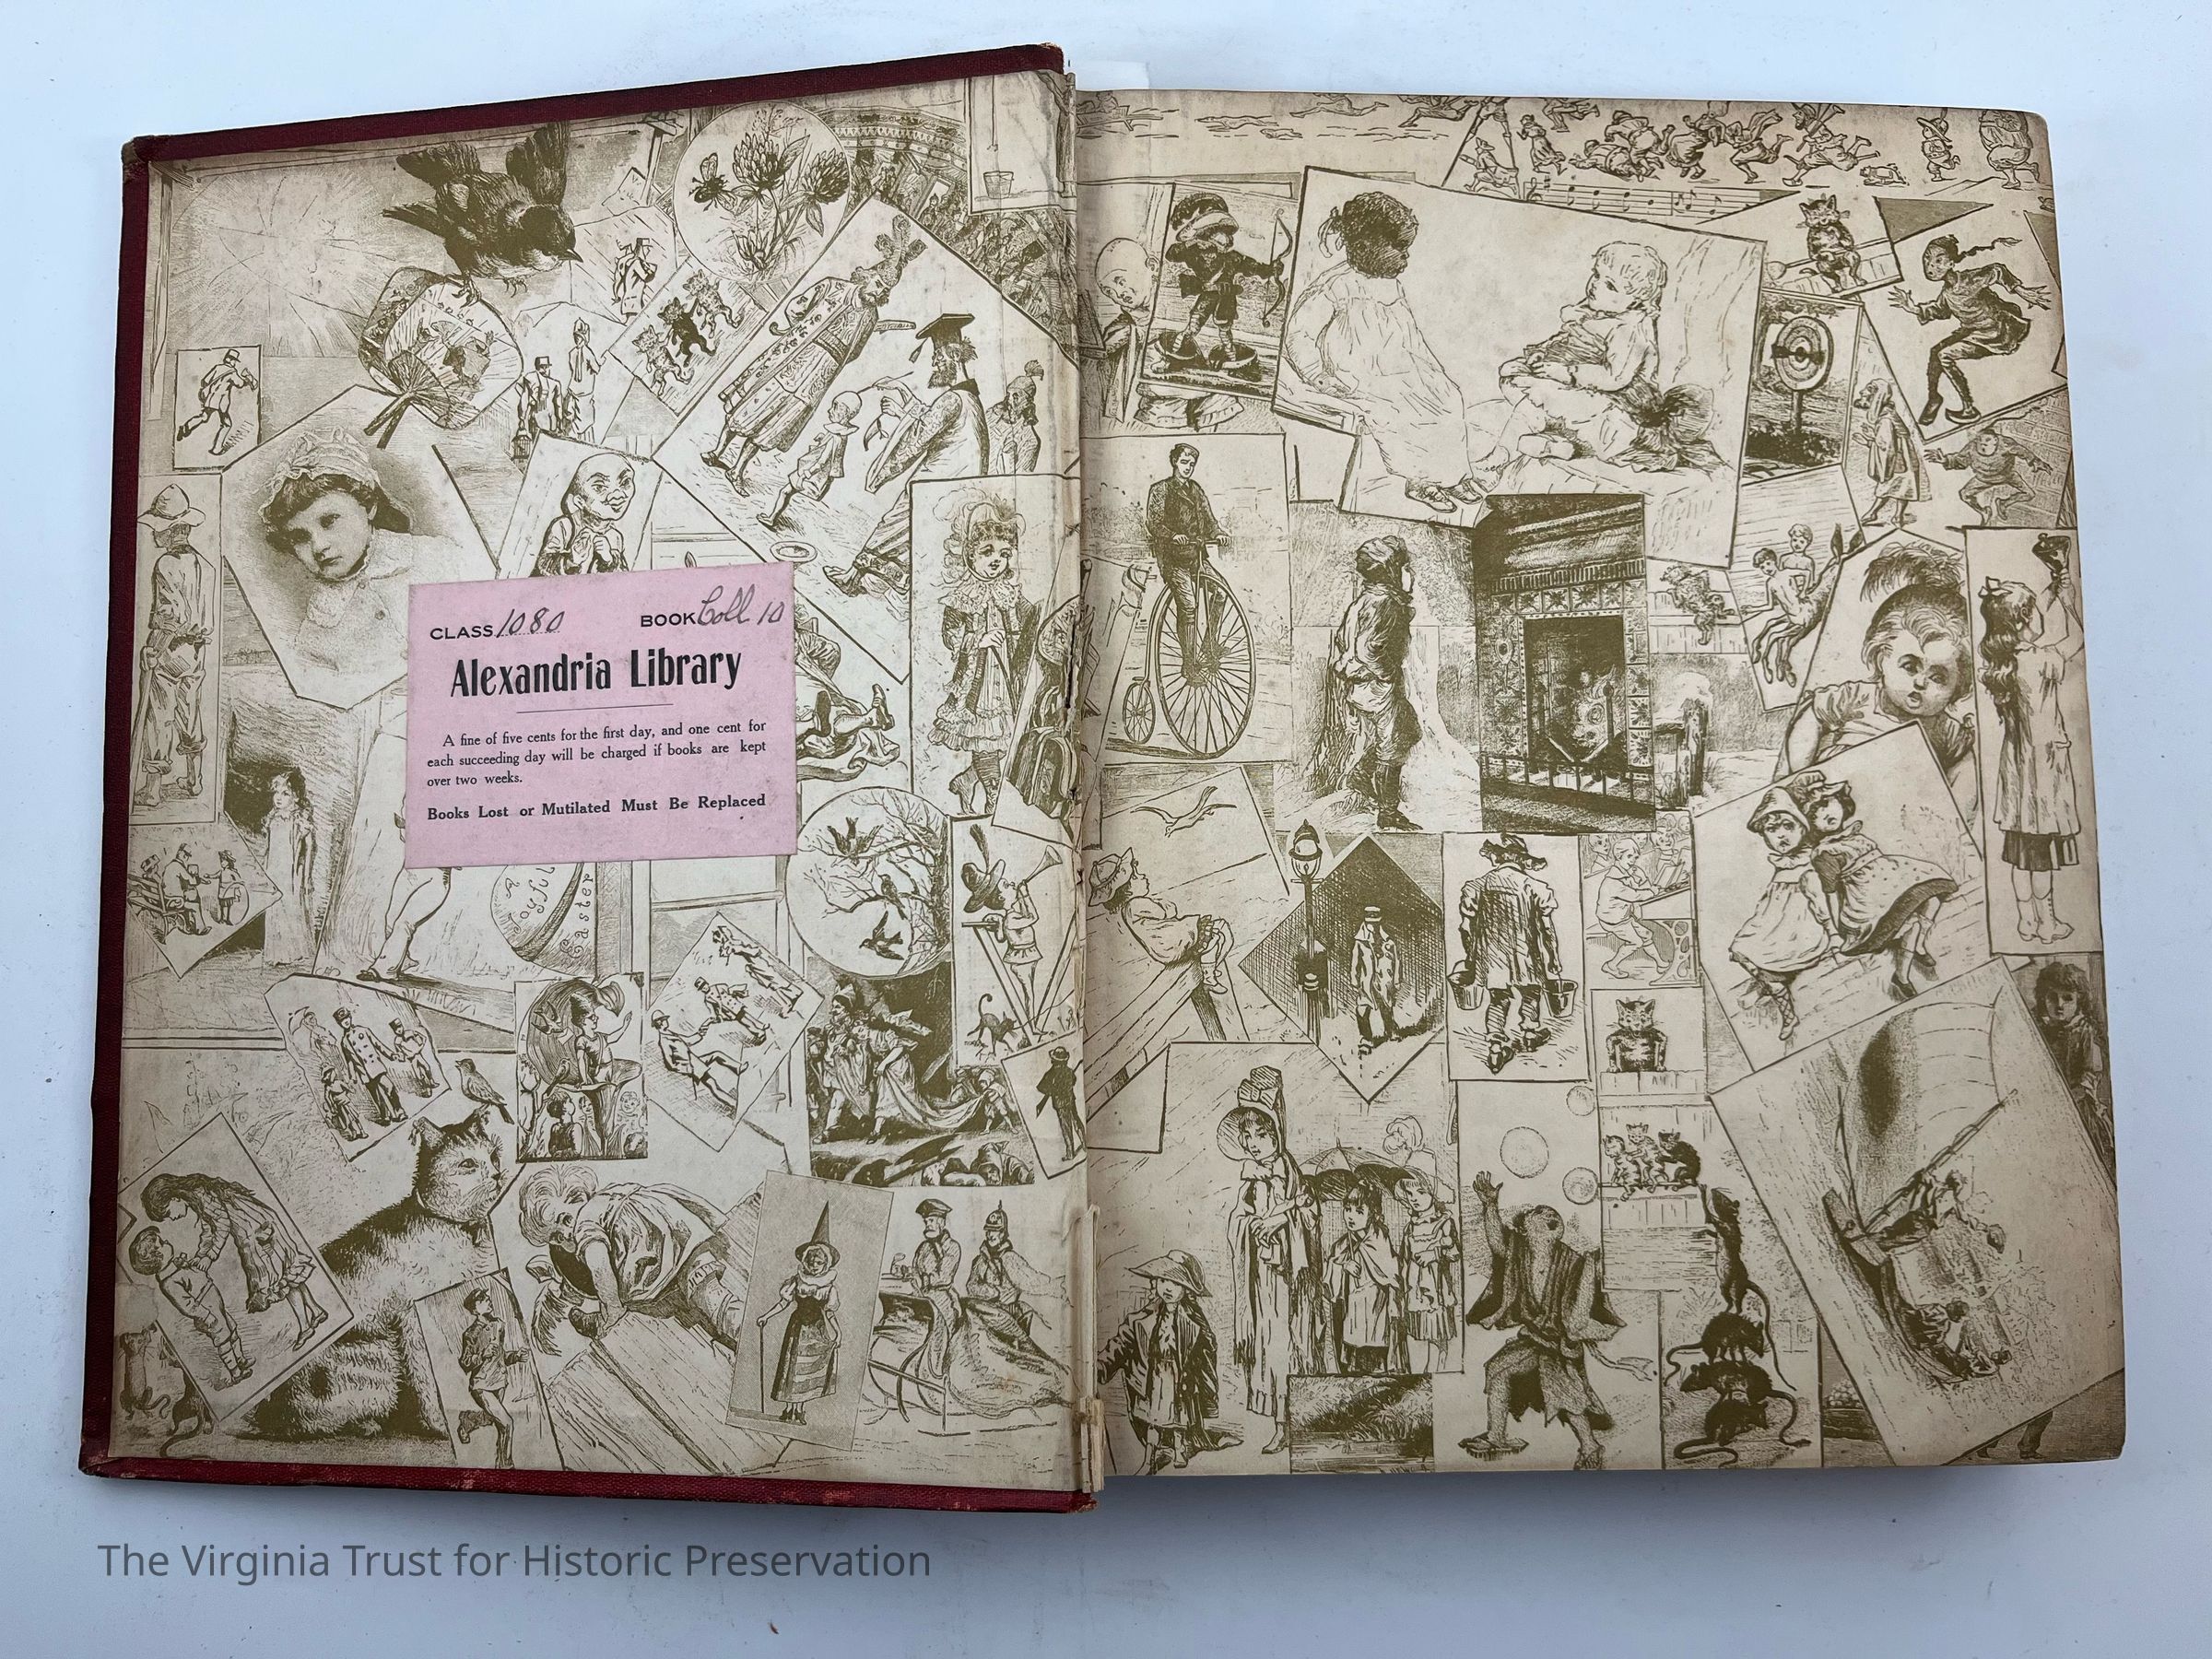 CLASS 1080 BOOK Coll 10
Alexandria Library
A fine of five cents for the first day, and one cent for
each succeeding day will be charged if books are kept
over two weeks.
Books Lost or Mutilated Must Be Replaced
A
Joyful
Easter
The Virginia Trust for Historic Preservation